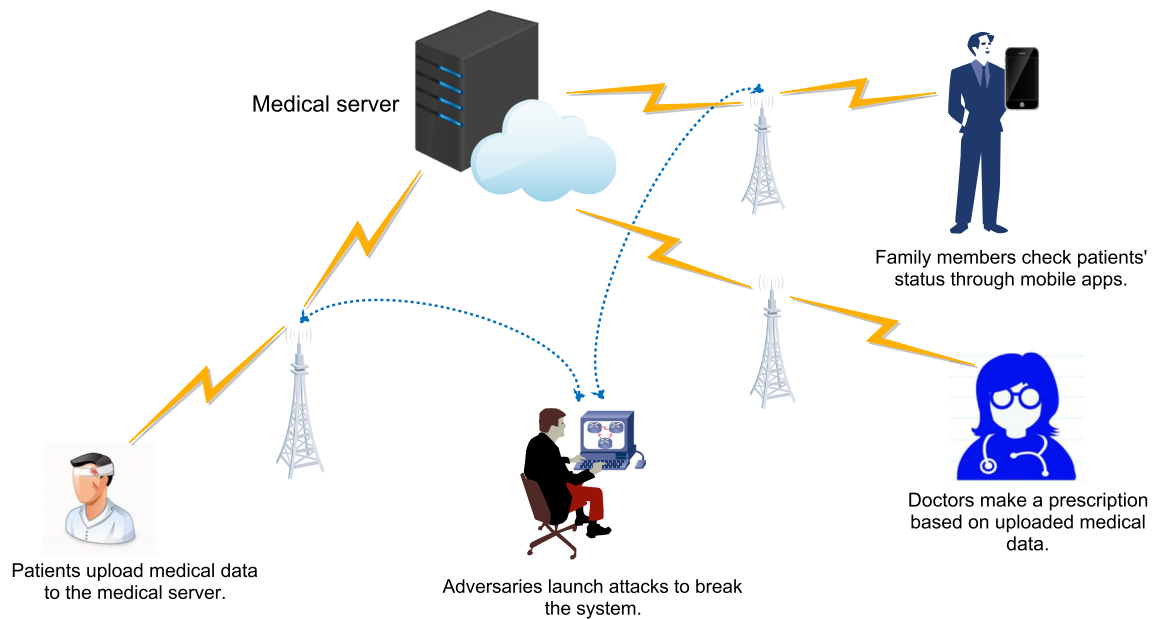 Medical server
Family members check patients'
status through mobile apps.
Doctors make a prescription
based on uploaded medical
data.
Patients upload medical data
to the medical server.
Adversaries launch attacks to break
the system.